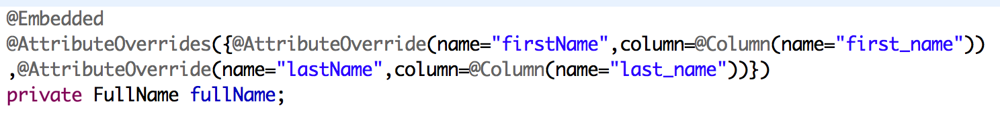 @Embedded
@AttributeOverrides({@AttributeOverride(name="firstName",column=@Column(name="first_name"))
,@AttributeOverride(name="lastName",column=@Column(name="last_name"))})
private FullName fullName;